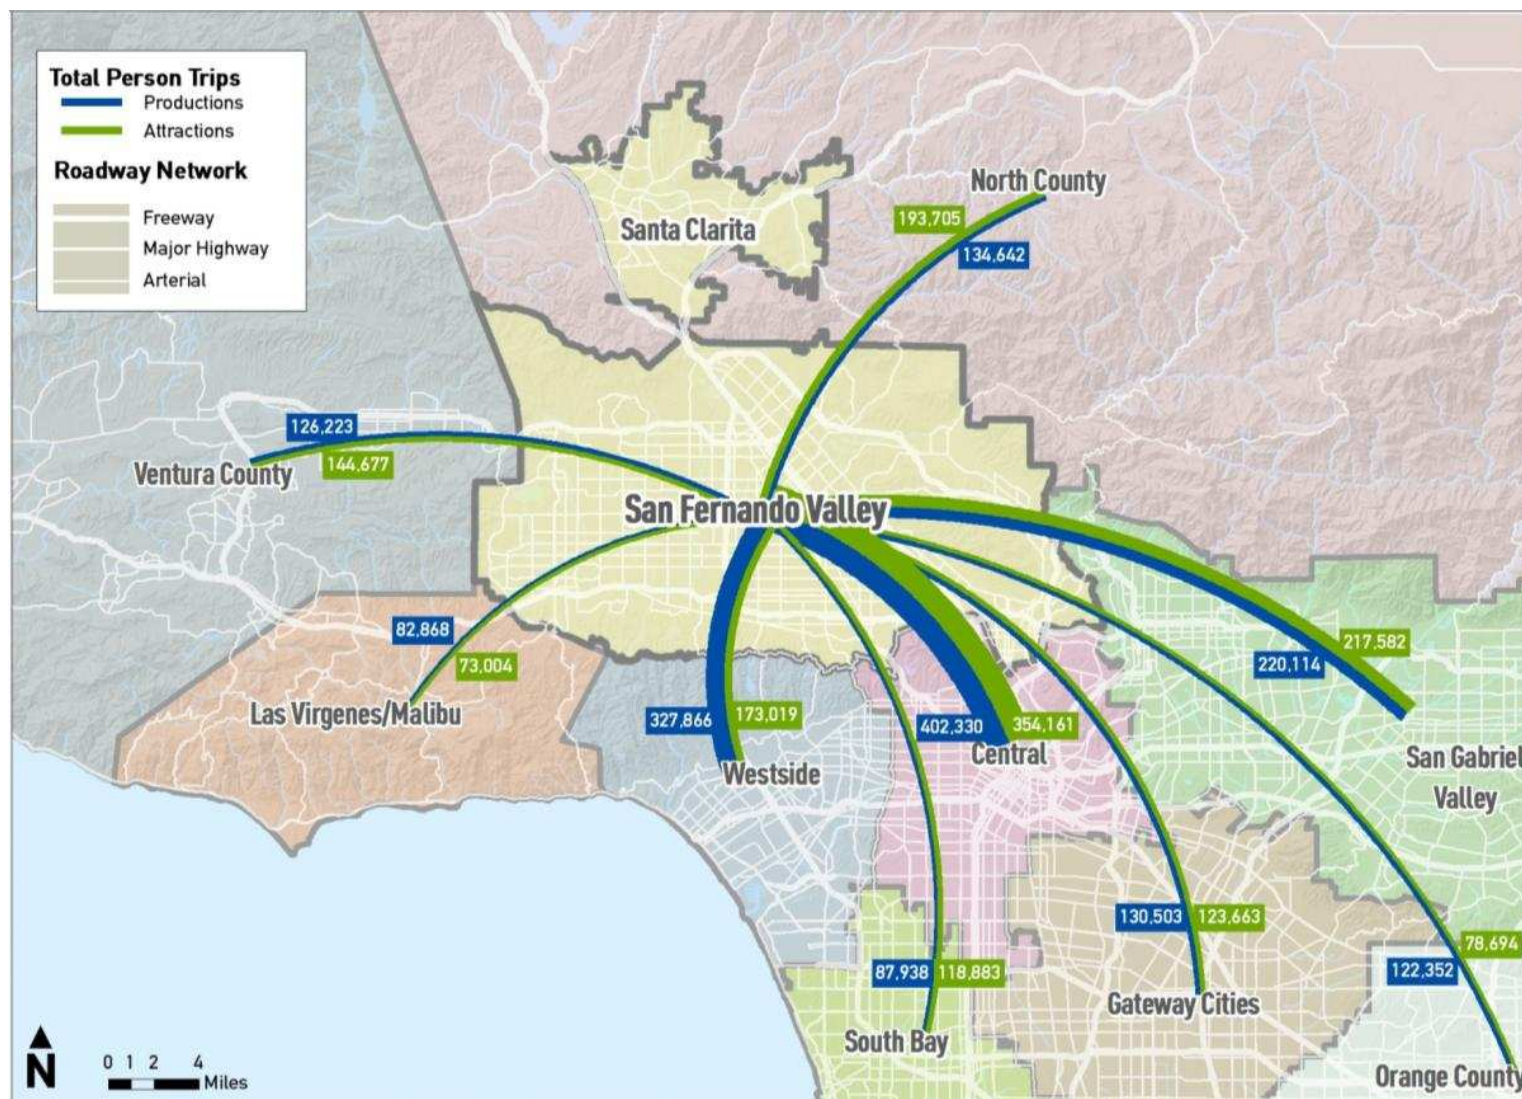 Total Person Trips
Productions
Attractions
Roadway Network
Freeway
Major Highway
Arterial
North County
193,705
134,642
Santa Clarita
126,223
144,677
Ventura County
San Fernando Valley
82,868
73,004
Las Virgenes/Malibu
327,866
173,019
Westside
402,330
354,161
Central
217,582
220,114
San Gabriel
Valley
130,503
123,663
Gateway Cities
87,938
118,883
South Bay
78,694
122,352
Orange County
N
0 1 2 4
Miles